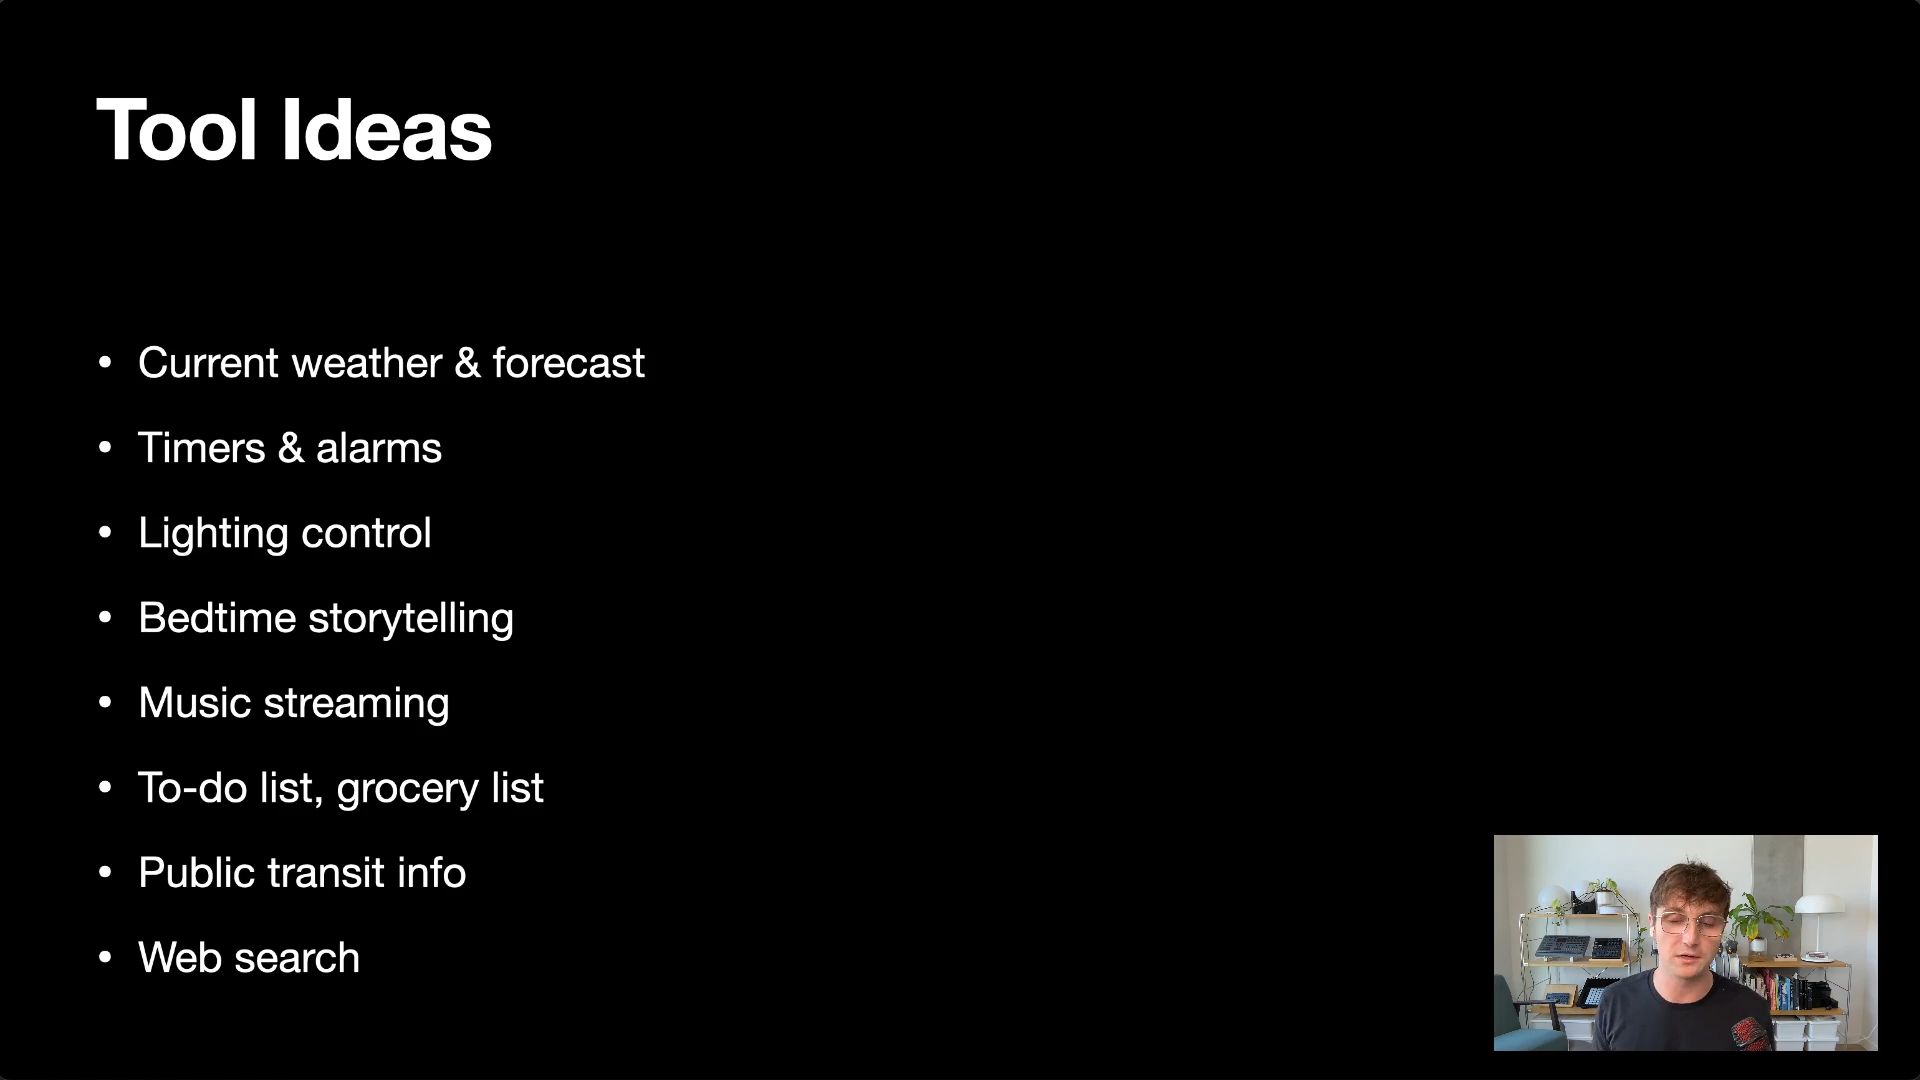 Tool Ideas
• Current weather & forecast
• Timers & alarms
• Lighting control
• Bedtime storytelling
• Music streaming
• To-do list, grocery list
• Public transit info
• Web search